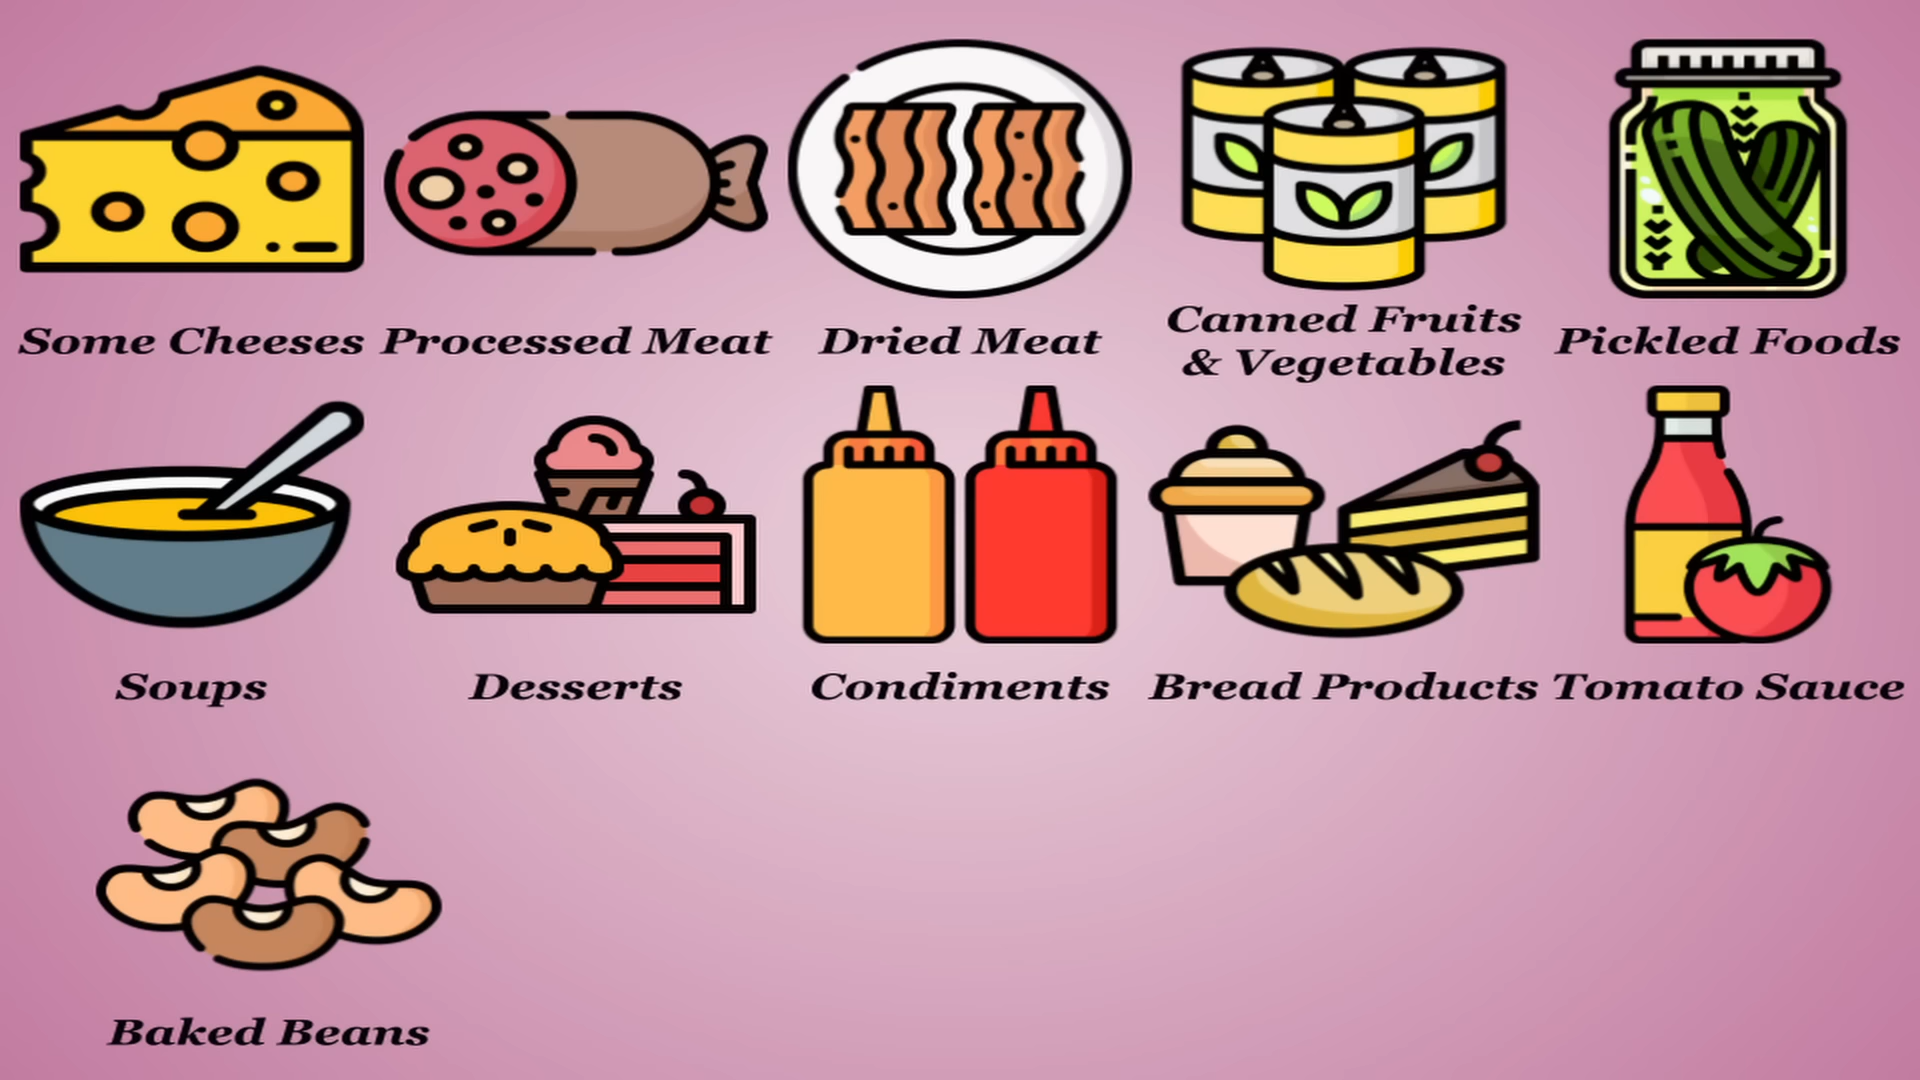 Some Cheeses
Processed Meat
Dried Meat
Canned Fruits
& Vegetables
Pickled Foods
Soups
Desserts
Condiments
Bread Products
Tomato Sauce
Baked Beans